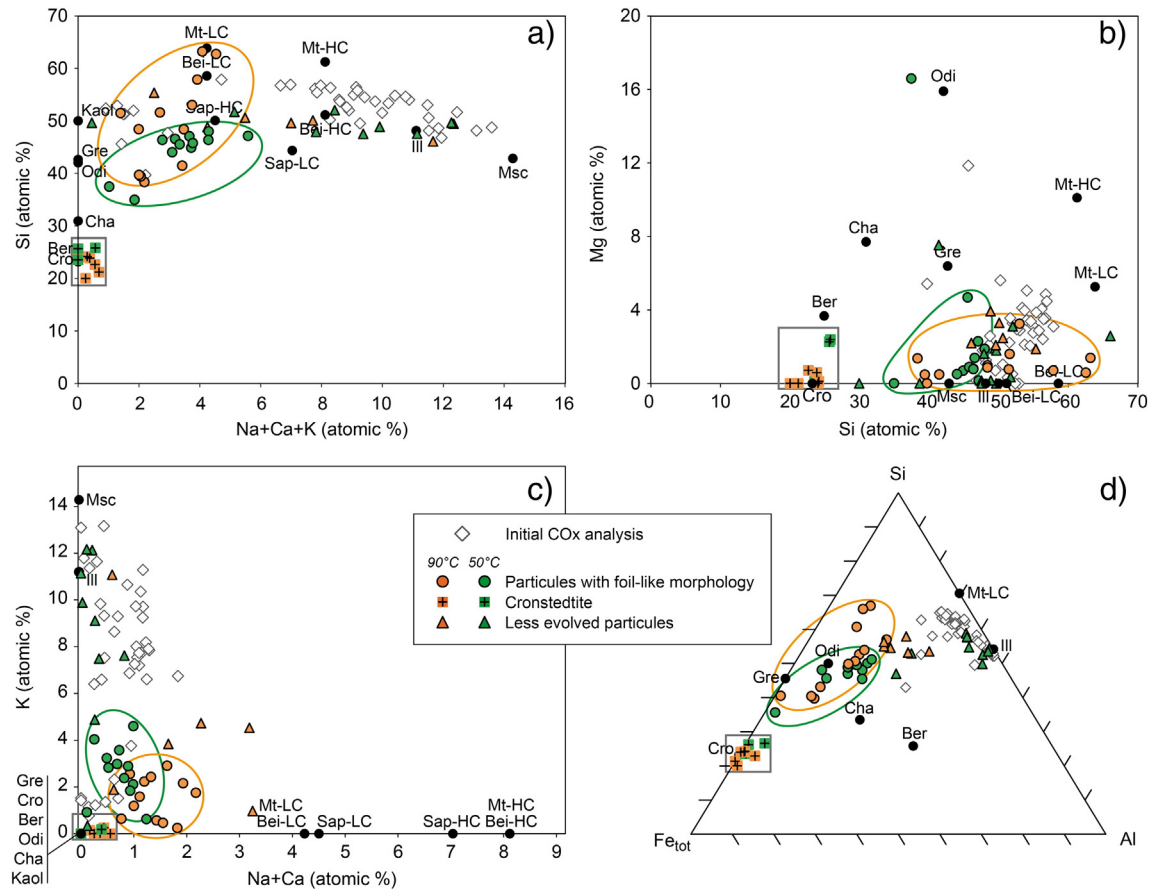 a)
70
60
50
40
30
20
10
0
Si (atomic %)
0 2 4 6 8 10 12 14 16
Na+Ca+K (atomic %)
Mt-LC
Bei-LC
Mt-HC
Kaol
Sap-HC
Bei-HC
Ill
Gre
Odi
Sap-LC
Msc
Cha
Ber
Cro
b)
20
16
12
8
4
0
Mg (atomic %)
0 10 20 30 40 50 60 70
Si (atomic %)
Odi
Mt-HC
Cha
Gre
Mt-LC
Ber
Bei-LC
Cro
Msc Ill Bei-LC
c)
14
12
10
8
6
4
2
0
K (atomic %)
0 1 2 3 4 5 6 7 8 9
Na+Ca (atomic %)
Msc
Ill
Mt-LC
Bei-LC
Sap-LC
Sap-HC
Mt-HC
Bei-HC
Gre
Cro
Ber
Odi
Cha
Kaol
Initial COx analysis
90°C 50°C
Particules with foil-like morphology
Cronstedtite
Less evolved particules
d)
Si
Mt-LC
Ill
Odi
Gre
Cha
Ber
Cro
Fetot
Al